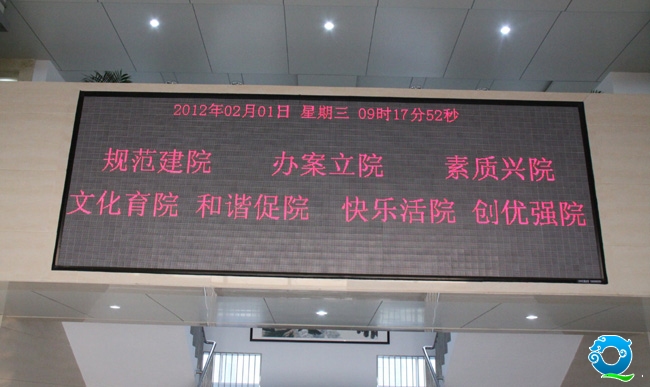 2012年02月01日 星期三 09时17分52秒
规范建院 办案立院 素质兴院
文化育院 和谐促院 快乐活院 创优强院